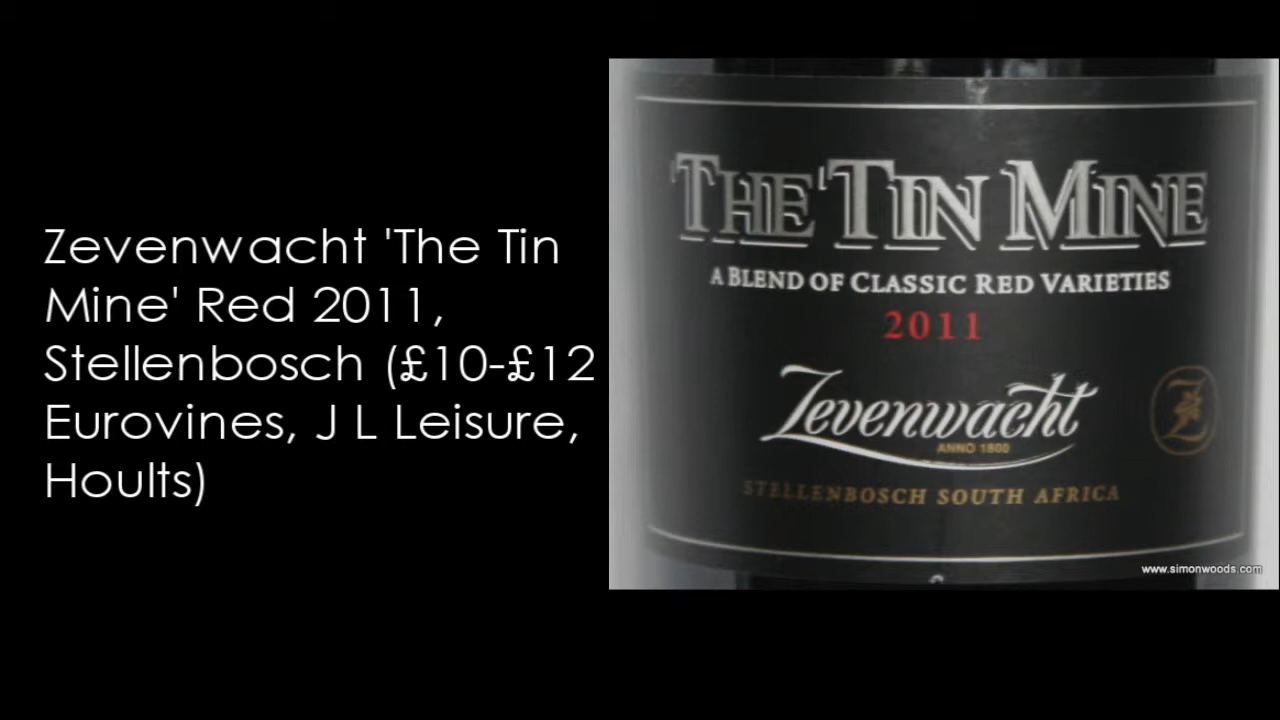 Zevenwacht 'The Tin
Mine' Red 2011,
Stellenbosch (£10-£12
Eurovines, J L Leisure,
Hoults)
THE TIN MINE
A BLEND OF CLASSIC RED VARIETIES
2011
Zevenwacht
ANNO 1800
Z
STELLENBOSCH SOUTH AFRICA
www.simonwoods.com